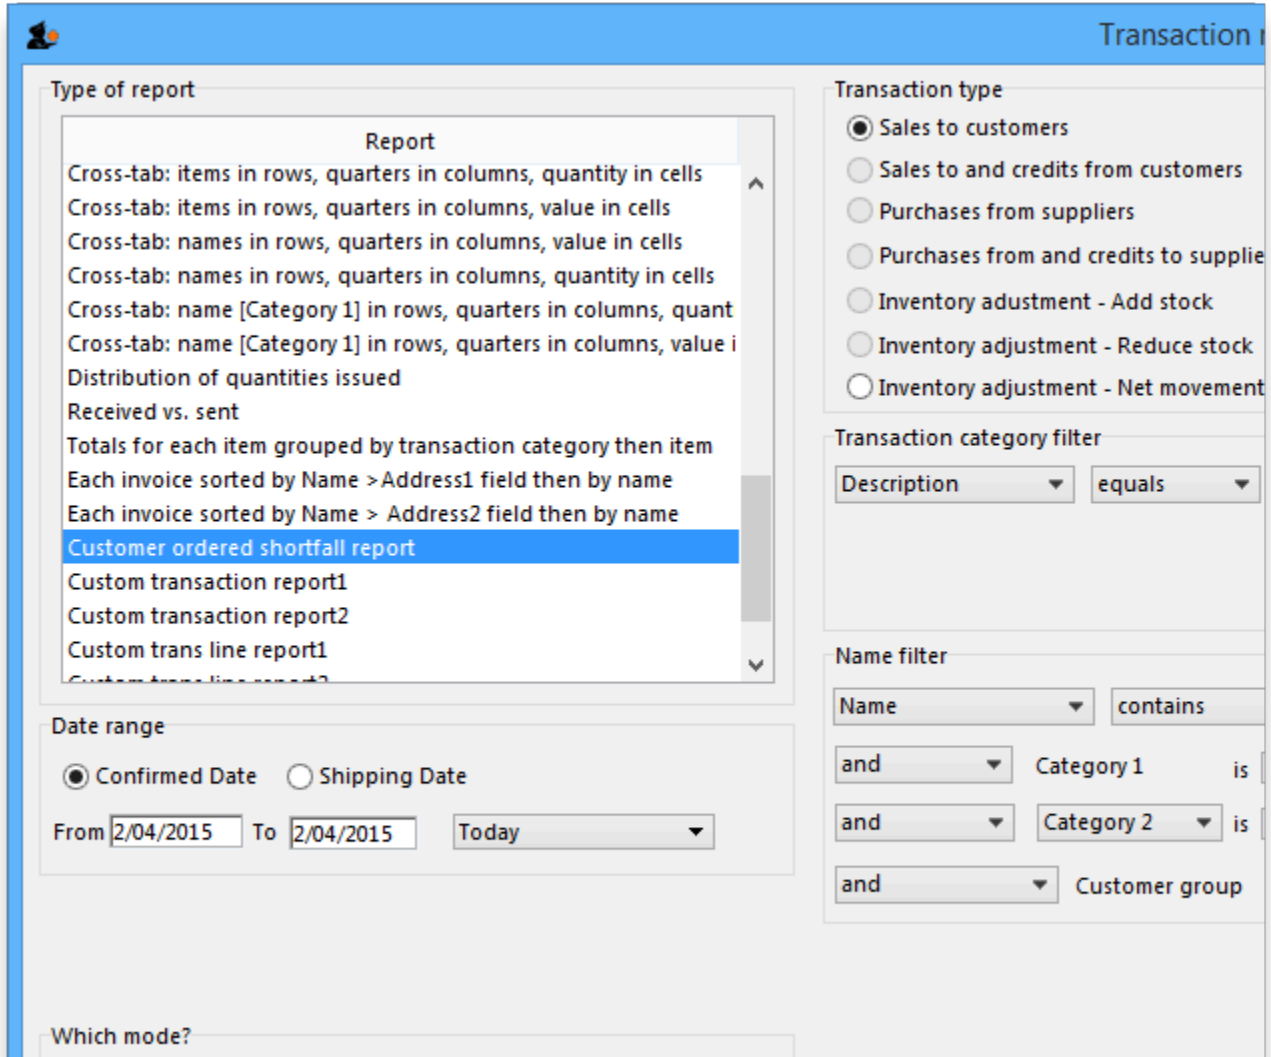 Transaction
Type of report
Report
Cross-tab: items in rows, quarters in columns, quantity in cells
Cross-tab: items in rows, quarters in columns, value in cells
Cross-tab: names in rows, quarters in columns, value in cells
Cross-tab: names in rows, quarters in columns, quantity in cells
Cross-tab: name [Category 1] in rows, quarters in columns, quant
Cross-tab: name [Category 1] in rows, quarters in columns, value i
Distribution of quantities issued
Received vs. sent
Totals for each item grouped by transaction category then item
Each invoice sorted by Name >Address1 field then by name
Each invoice sorted by Name > Address2 field then by name
Customer ordered shortfall report
Custom transaction report1
Custom transaction report2
Custom trans line report1
Custom trans line report2
Date range
Confirmed Date Shipping Date
From 2/04/2015 To 2/04/2015 Today
Which mode?
Transaction type
Sales to customers
Sales to and credits from customers
Purchases from suppliers
Purchases from and credits to supplie
Inventory adustment - Add stock
Inventory adjustment - Reduce stock
Inventory adjustment - Net movement
Transaction category filter
Description equals
Name filter
Name contains
and Category 1 is
and Category 2 is
and Customer group